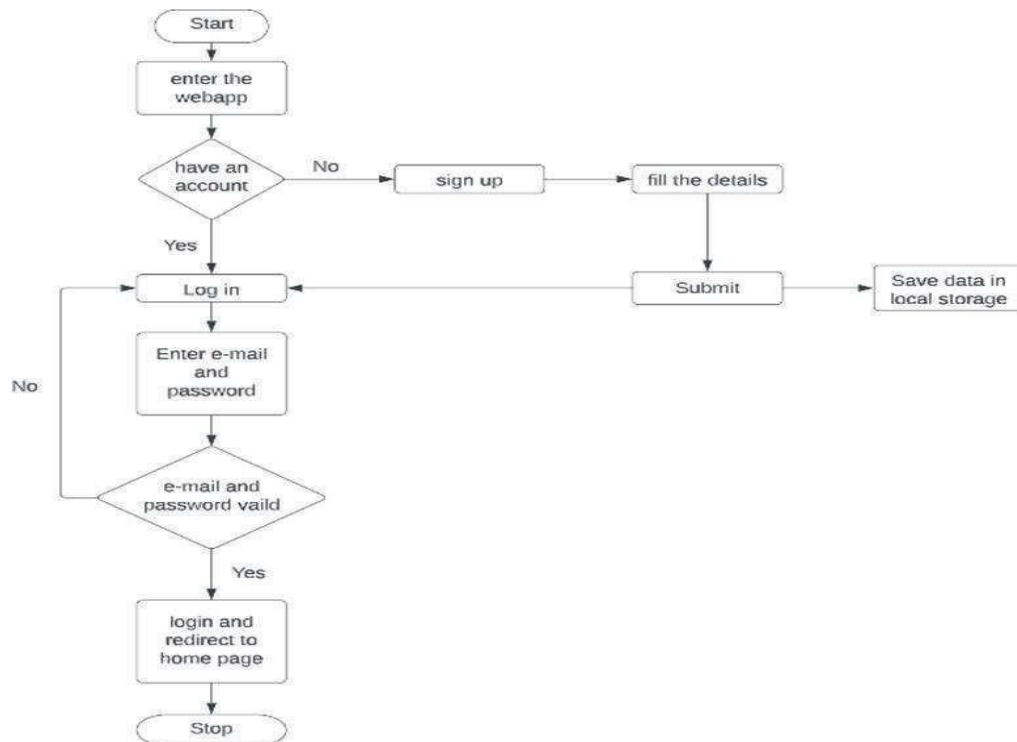 Start
enter the
webapp
have an
account
No
sign up
fill the details
Yes
Log in
Submit
Save data in
local storage
Enter e-mail
and
password
No
e-mail and
password vaild
Yes
login and
redirect to
home page
Stop